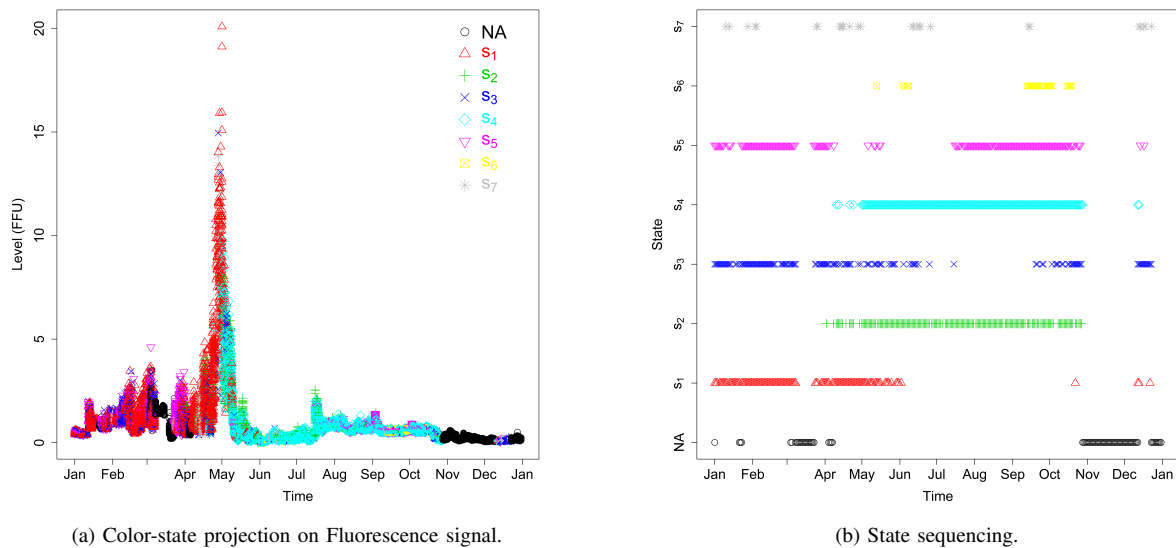 NA
s1
s2
s3
s4
s5
s6
s7
20
15
10
5
0
Level (FFU)
Jan Feb Apr May Jun Jul Aug Sep Oct Dec Jan
Time
(a) Color-state projection on Fluorescence signal.
s7
s6
s5
s4
s3
s2
s1
NA
State
Jan Feb Apr May Jun Jul Aug Sep Oct Dec Jan
Time
(b) State sequencing.